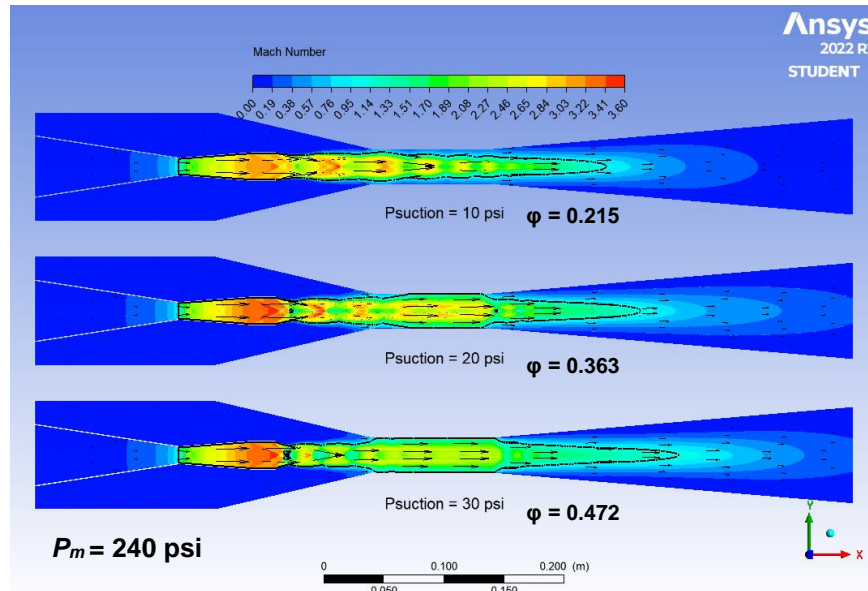 Ansys
2022 R
STUDENT
Mach Number
0.00 0.19 0.38 0.57 0.76 0.95 1.14 1.33 1.51 1.70 1.89 2.08 2.27 2.46 2.65 2.84 3.03 3.22 3.41 3.60
Psuction = 10 psi φ = 0.215
Psuction = 20 psi φ = 0.363
Psuction = 30 psi φ = 0.472
Pm = 240 psi
Y
X
0 0.100 0.200 (m)
0.050 0.150